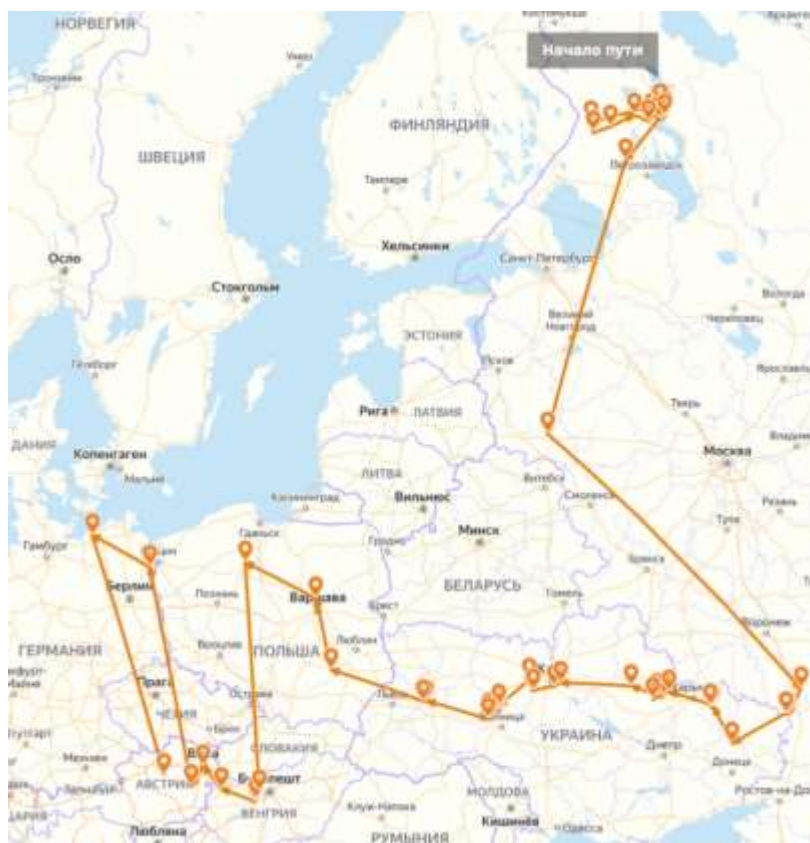 НОРВЕГИЯ
Начало пути
Тронхейм
Умео
ФИНЛЯНДИЯ
ШВЕЦИЯ
Петрозаводск
Тампере
Хельсинки
Осло
Санкт-Петербург
Стокгольм
Вологда
Великий
Новгород
Череповец
ЭСТОНИЯ
Гётеборг
Псков
Ярославль
Рига
ЛАТВИЯ
Тверь
ДАНИЯ
Москва
Копенгаген
Мальмё
ЛИТВА
Витебск
Калининград
Вильнюс
Смоленск
Рязань
Минск
Тула
Гданьск
Гамбург
Гродно
Берлин
Брянск
БЕЛАРУСЬ
Познань
Варшава
Гомель
Брест
Воронеж
ГЕРМАНИЯ
Вроцлав
ПОЛЬША
Люблин
Прага
Острава
ЧЕХИЯ
Брно
УКРАИНА
СЛОВАКИЯ
Днепр
Мюнхен
Донецк
АВСТРИЯ
Будапешт
МОЛДОВА
ВЕНГРИЯ
Клуж-Напока
Ростов-на-До
Кишинёв
Одесса
Любляна
РУМЫНИЯ